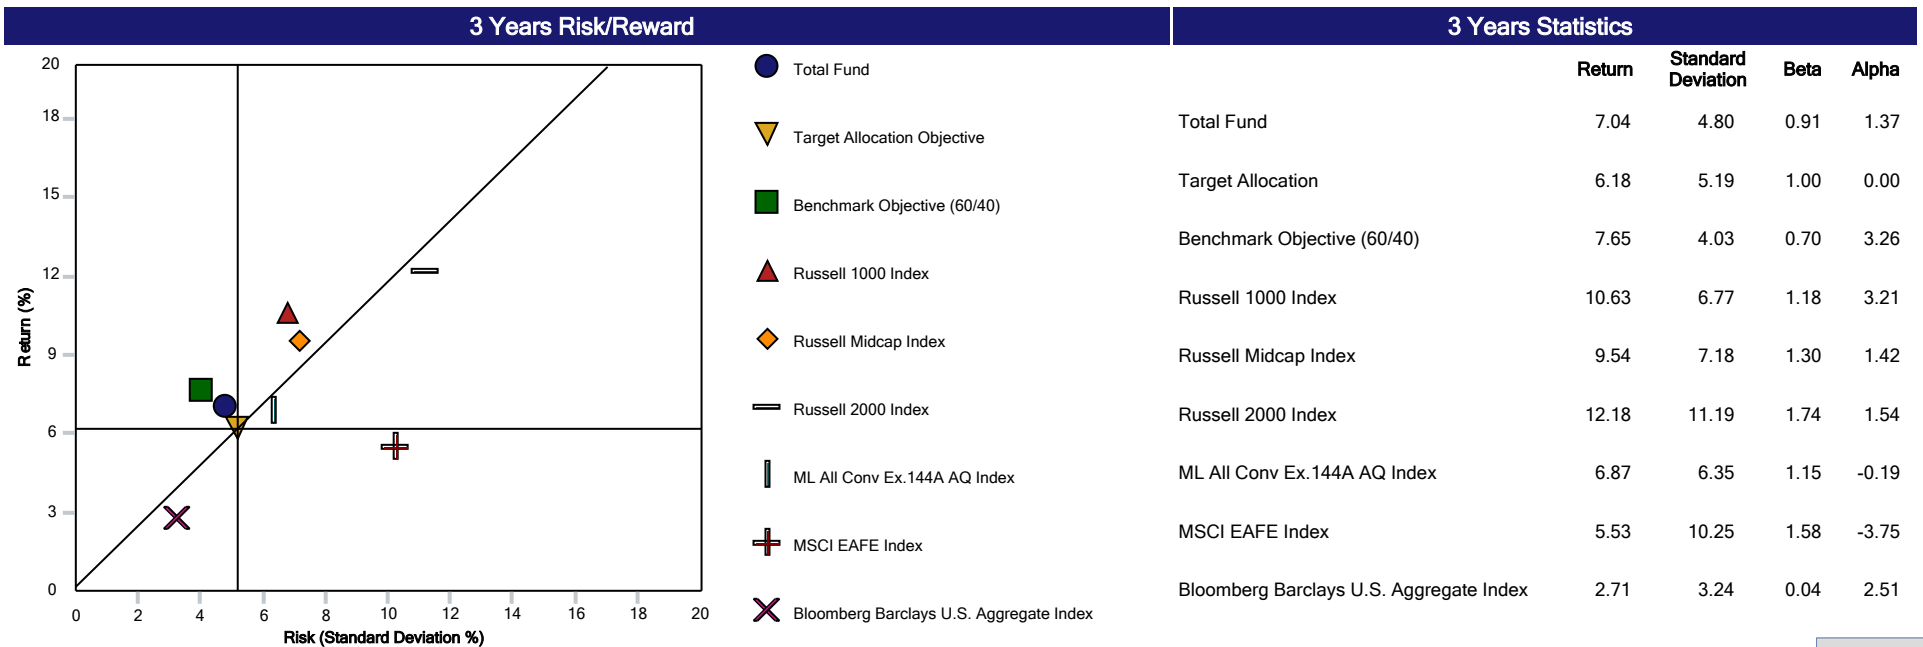 3 Years Risk/Reward
20
18
15
12
9
6
3
0
Return (%)
0 2 4 6 8 10 12 14 16 18 20
Risk (Standard Deviation %)
Total Fund
Target Allocation Objective
Benchmark Objective (60/40)
Russell 1000 Index
Russell Midcap Index
Russell 2000 Index
ML All Conv Ex.144A AQ Index
MSCI EAFE Index
Bloomberg Barclays U.S. Aggregate Index
3 Years Statistics
Return Standard Deviation Beta Alpha
Total Fund 7.04 4.80 0.91 1.37
Target Allocation 6.18 5.19 1.00 0.00
Benchmark Objective (60/40) 7.65 4.03 0.70 3.26
Russell 1000 Index 10.63 6.77 1.18 3.21
Russell Midcap Index 9.54 7.18 1.30 1.42
Russell 2000 Index 12.18 11.19 1.74 1.54
ML All Conv Ex.144A AQ Index 6.87 6.35 1.15 -0.19
MSCI EAFE Index 5.53 10.25 1.58 -3.75
Bloomberg Barclays U.S. Aggregate Index 2.71 3.24 0.04 2.51